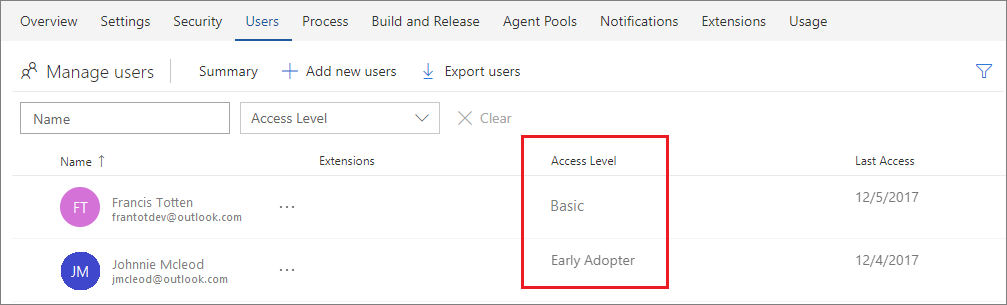 Overview Settings Security Users Process Build and Release Agent Pools Notifications Extensions Usage
Manage users Summary Add new users Export users
Name Access Level Clear
Name Extensions Access Level Last Access
FT Francis Totten ... Basic 12/5/2017
frantotdev@outlook.com
JM Johnnie Mcleod ... Early Adopter 12/4/2017
jmcleod@outlook.com